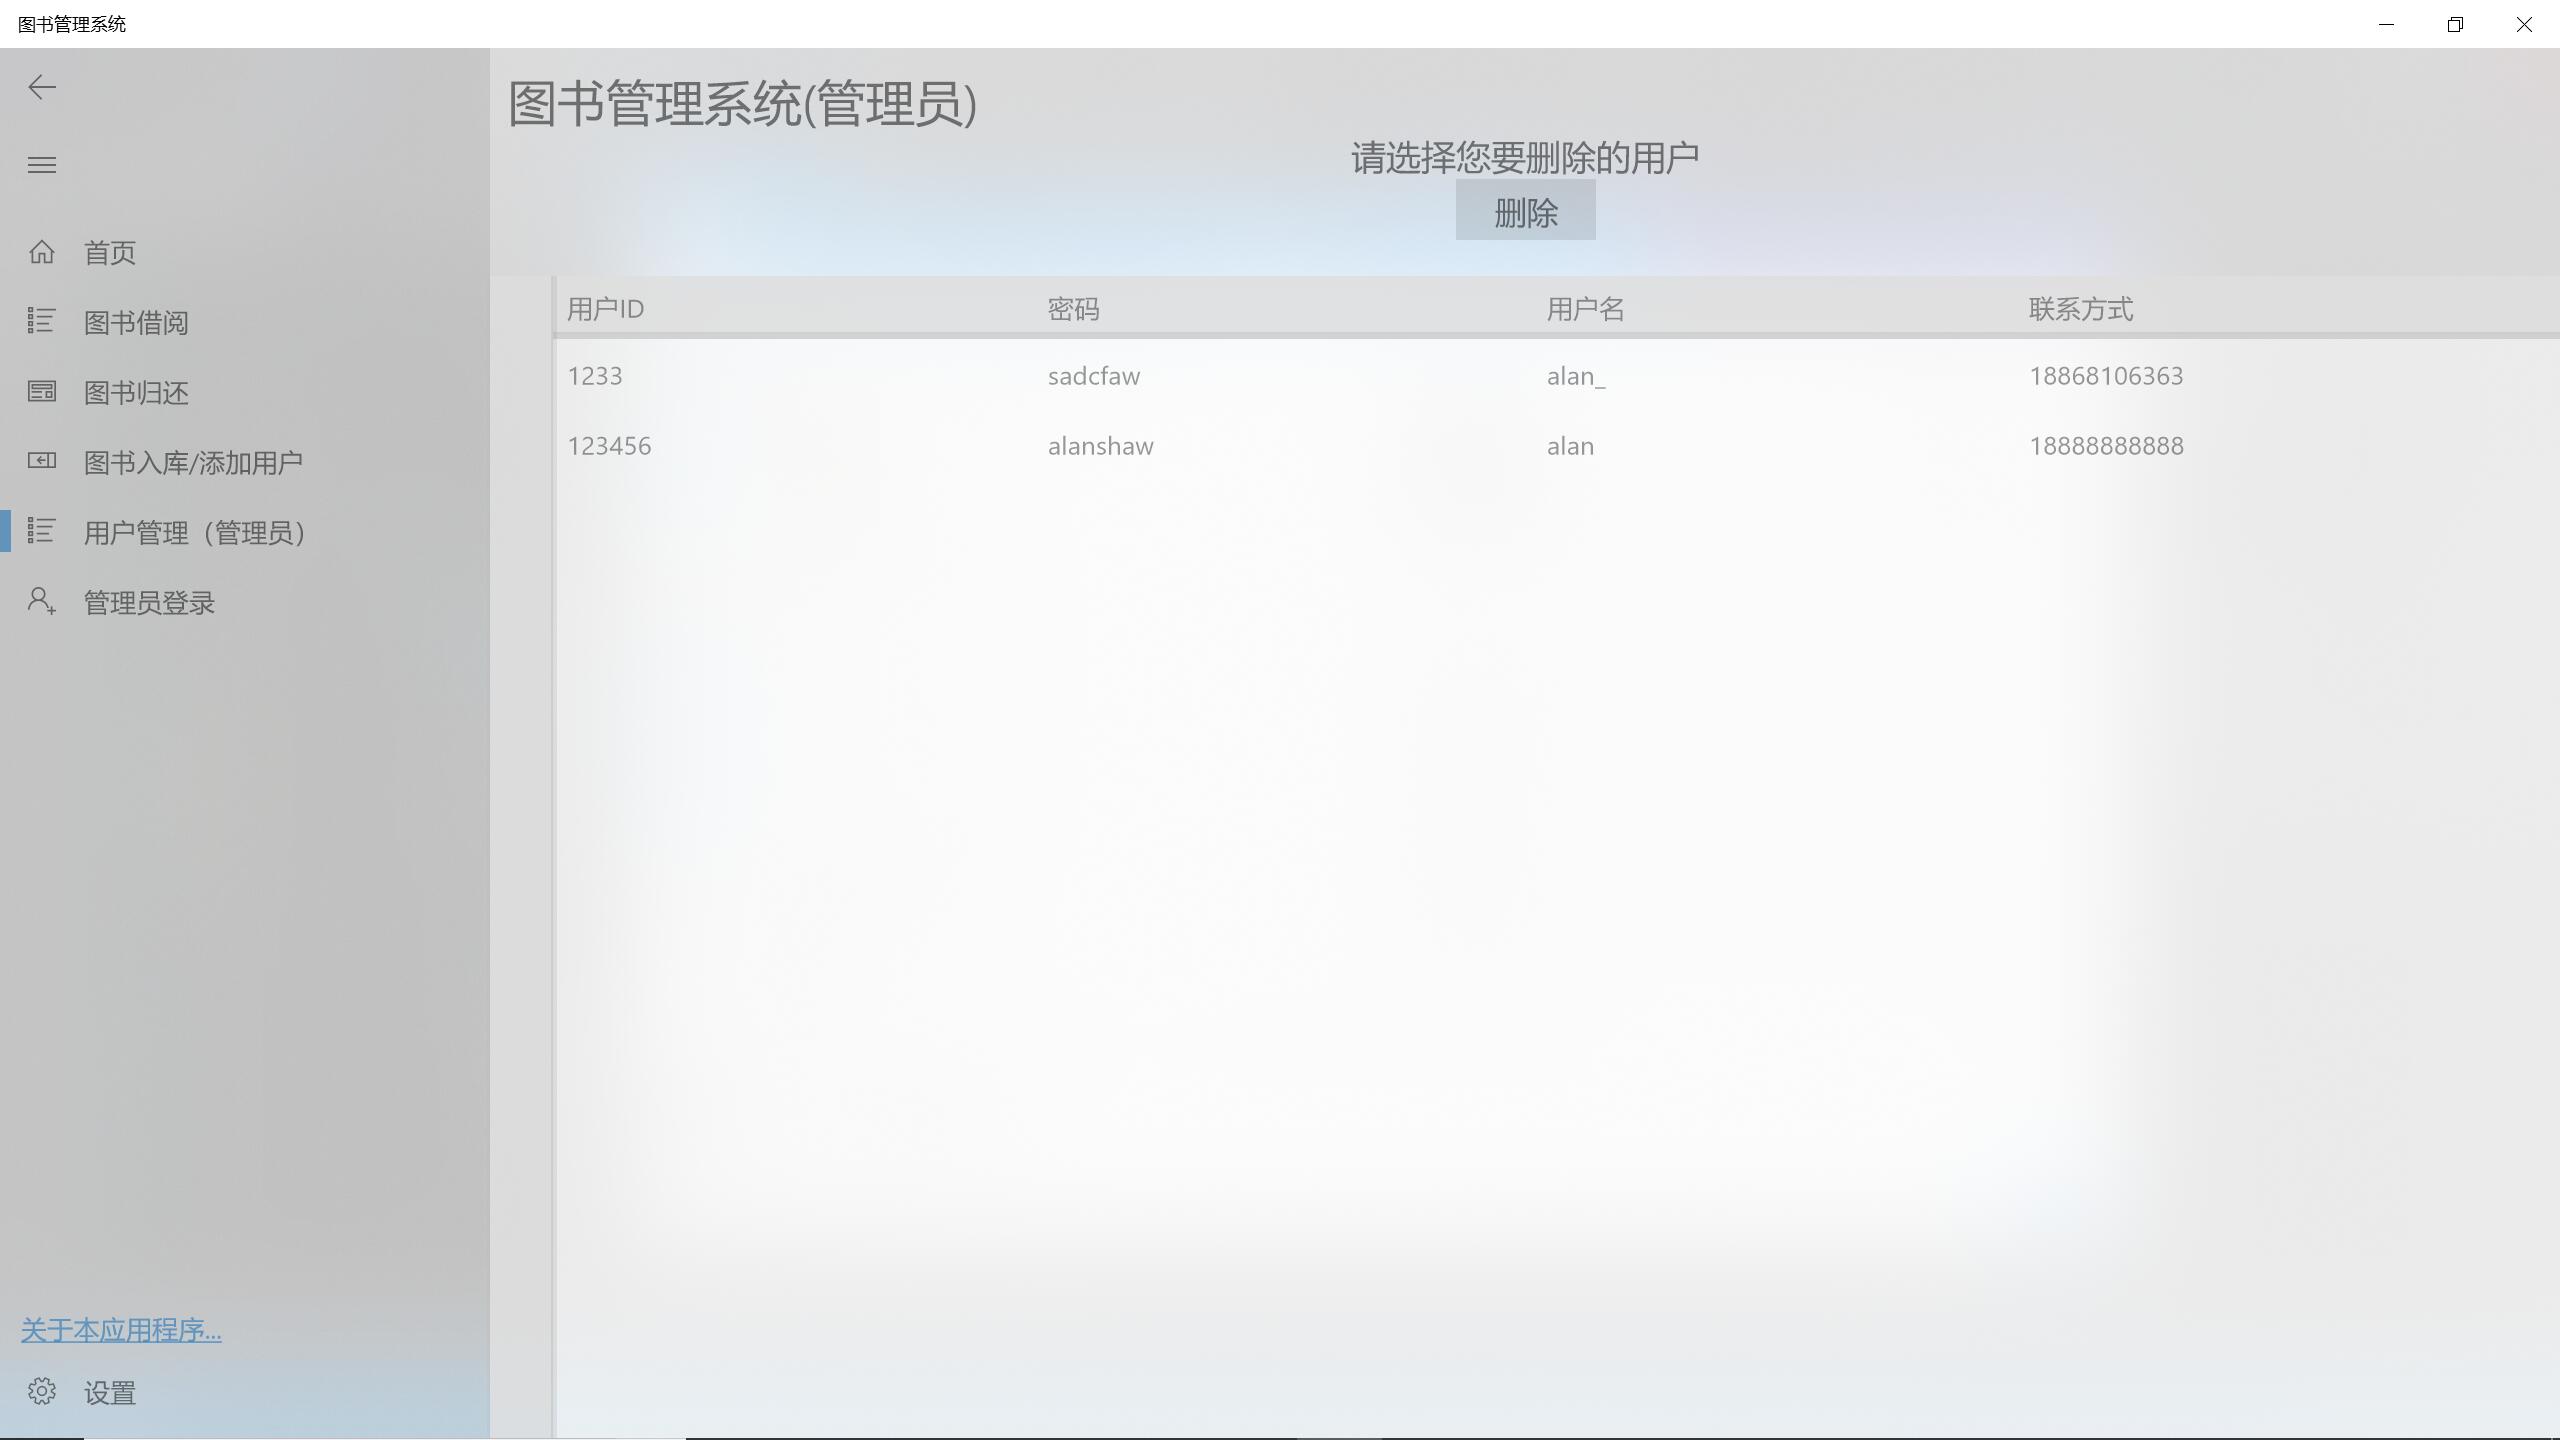 图书管理系统
图书管理系统(管理员)
请选择您要删除的用户
删除
首页
图书借阅
图书归还
图书入库/添加用户
用户管理（管理员）
管理员登录
关于本应用程序...
设置
用户ID 密码 用户名 联系方式
1233 sadcfaw alan_ 18868106363
123456 alanshaw alan 18888888888